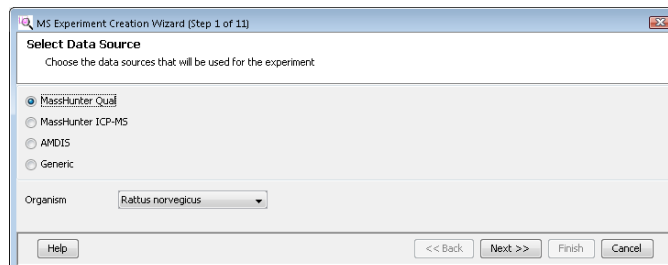 MS Experiment Creation Wizard (Step 1 of 11)
Select Data Source
Choose the data sources that will be used for the experiment
MassHunter Qual
MassHunter ICP-MS
AMDIS
Generic
Organism Rattus norvegicus
Help << Back Next >> Finish Cancel